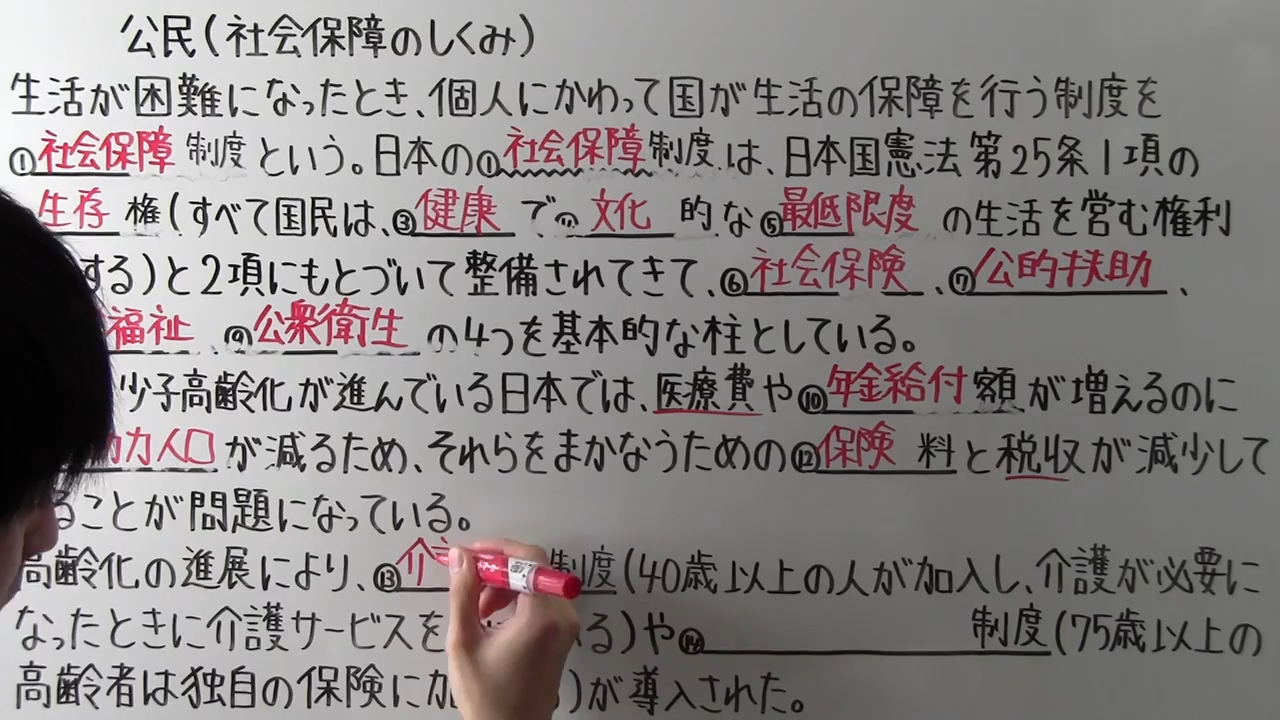 公民(社会保障のしくみ)
生活が困難になったとき、個人にかわって国が生活の保障を行う制度を
①社会保障制度という。日本の①社会保障制度は、日本国憲法第25条1項の
生存権(すべて国民は、③健康で④文化的な⑤最低限度の生活を営む権利
する)と2項にもとづいて整備されてきて、⑥社会保険、⑦公的扶助、
福祉、⑨公衆衛生の4つを基本的な柱としている。
少子高齢化が進んでいる日本では、医療費や⑩年金給付額が増えるのに
力人口が減るため、それらをまかなうための⑫保険料と税収が減少して
ることが問題になっている。
高齢化の進展により、⑬介 制度(40歳以上の人が加入し、介護が必要に
なったときに介護サービスを る)や⑭ 制度(75歳以上の
高齢者は独自の保険に加 )が導入された。